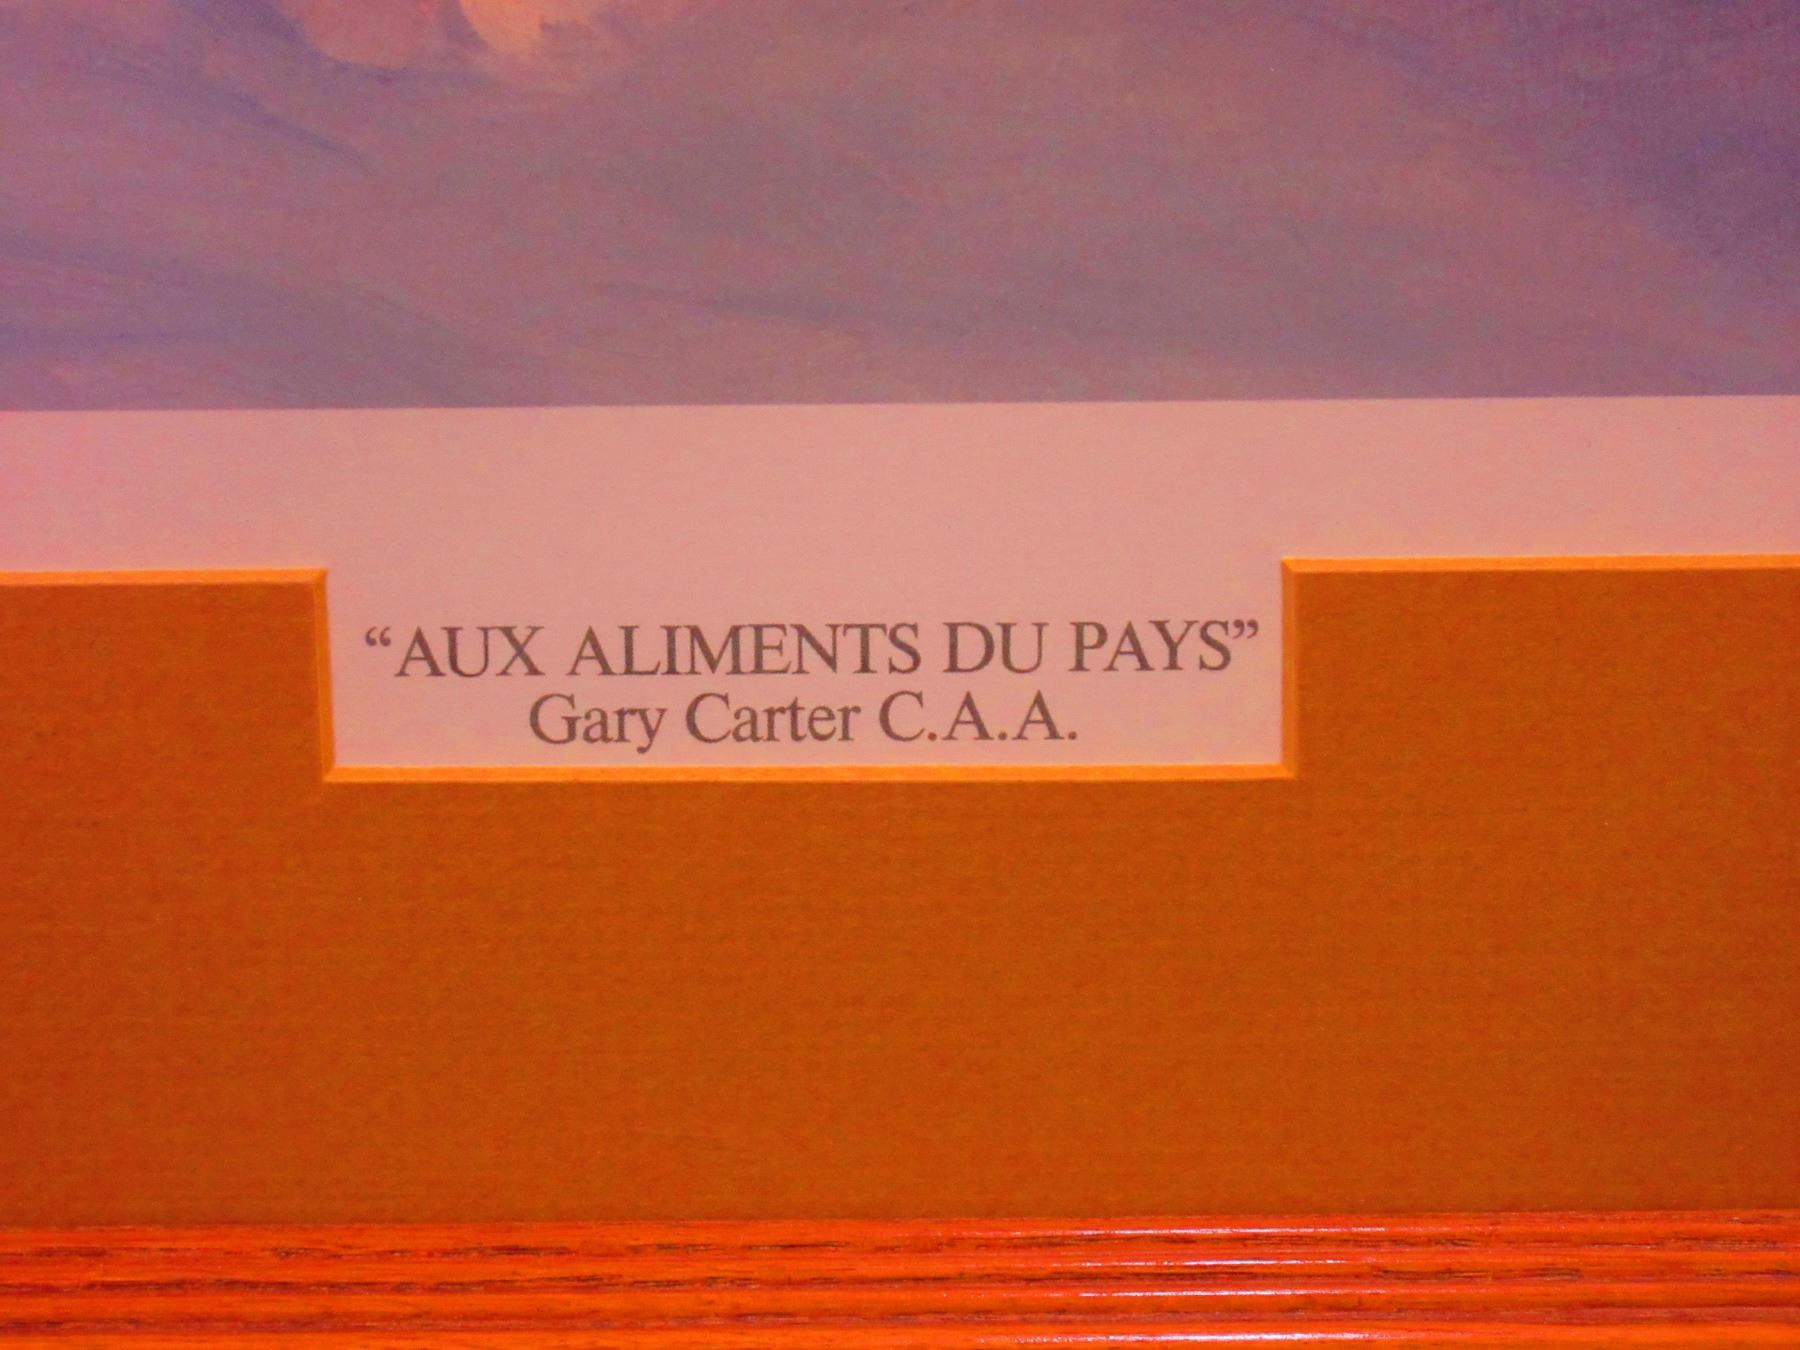 “AUX ALIMENTS DU PAYS”
Gary Carter C.A.A.